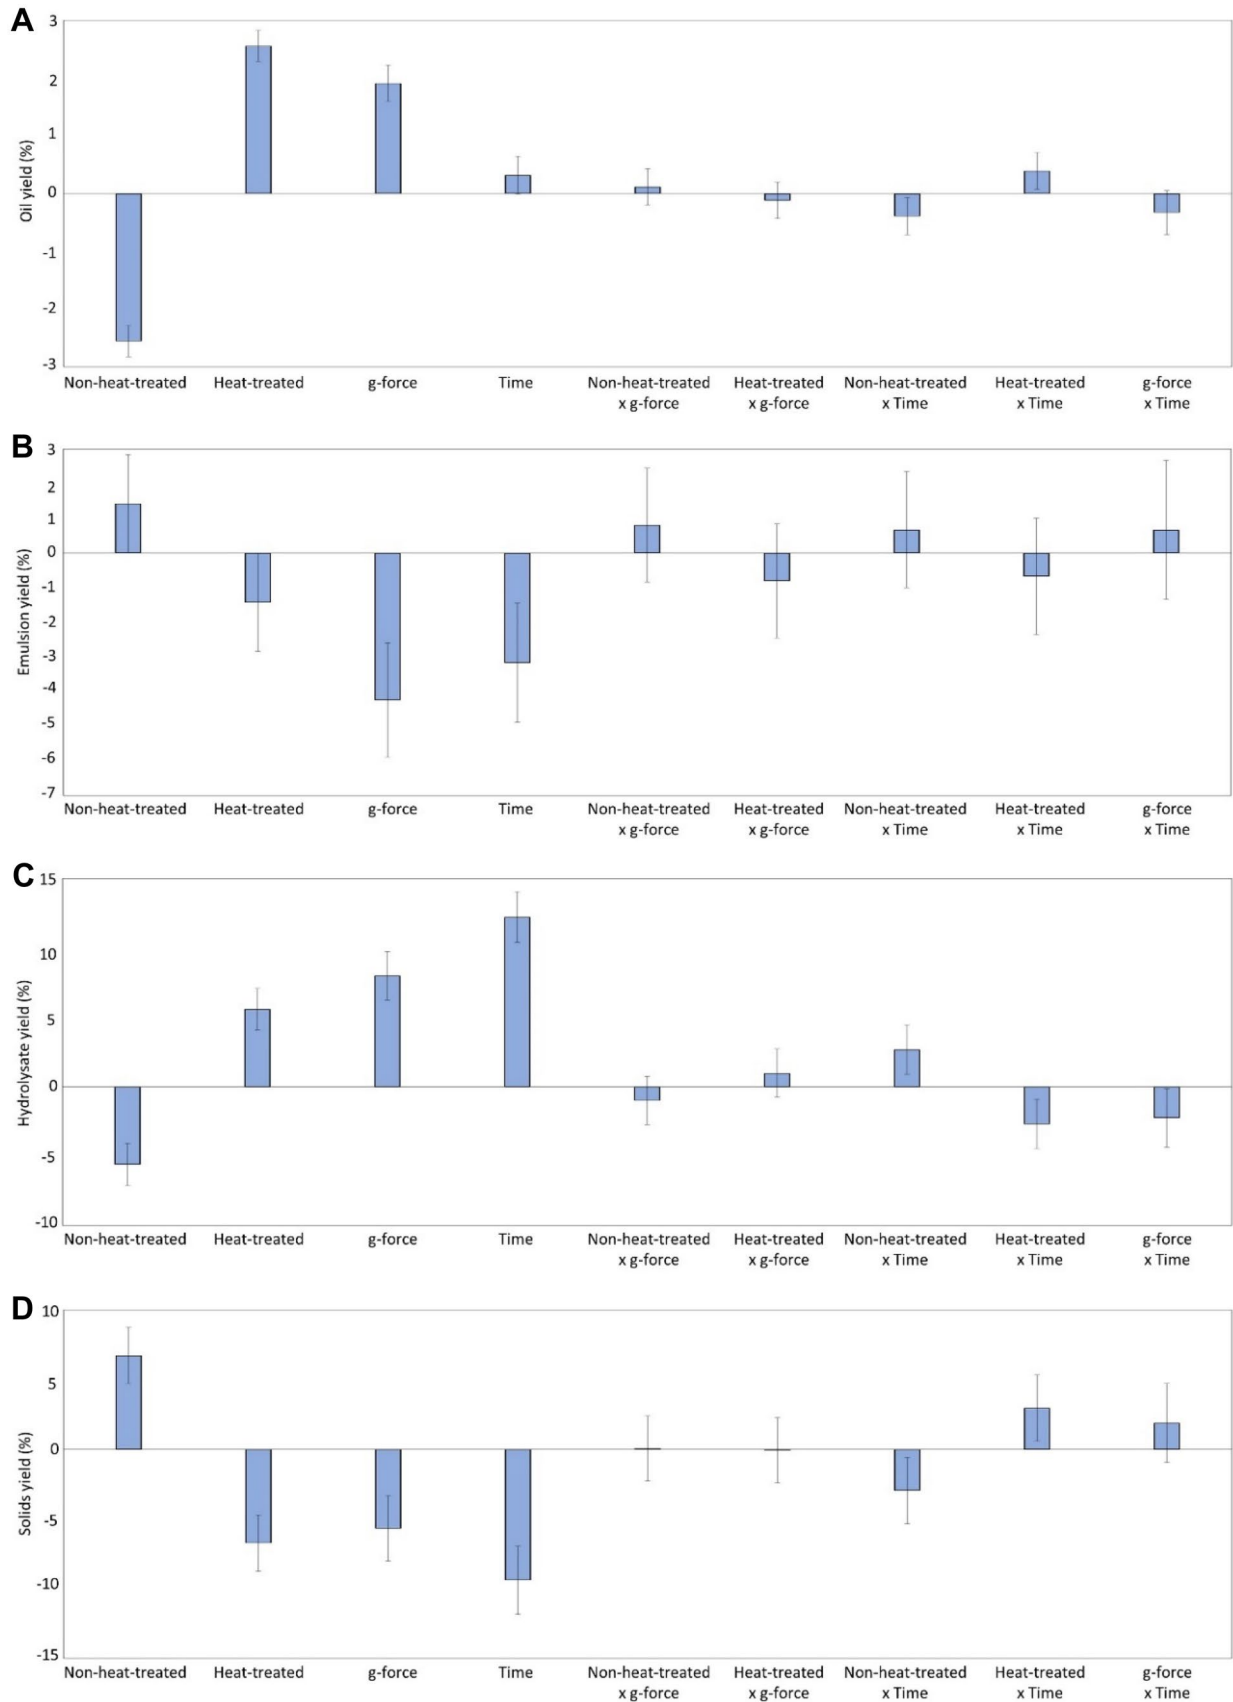 A
3
2
1
0
-1
-2
-3
Oil yield (%)
Non-heat-treated Heat-treated g-force Time Non-heat-treated Heat-treated Non-heat-treated Heat-treated g-force
x g-force x g-force x Time x Time x Time
B
3
2
1
0
-1
-2
-3
-4
-5
-6
-7
Emulsion yield (%)
Non-heat-treated Heat-treated g-force Time Non-heat-treated Heat-treated Non-heat-treated Heat-treated g-force
x g-force x g-force x Time x Time x Time
C
15
10
5
0
-5
-10
Hydrolysate yield (%)
Non-heat-treated Heat-treated g-force Time Non-heat-treated Heat-treated Non-heat-treated Heat-treated g-force
x g-force x g-force x Time x Time x Time
D
10
5
0
-5
-10
-15
Solids yield (%)
Non-heat-treated Heat-treated g-force Time Non-heat-treated Heat-treated Non-heat-treated Heat-treated g-force
x g-force x g-force x Time x Time x Time